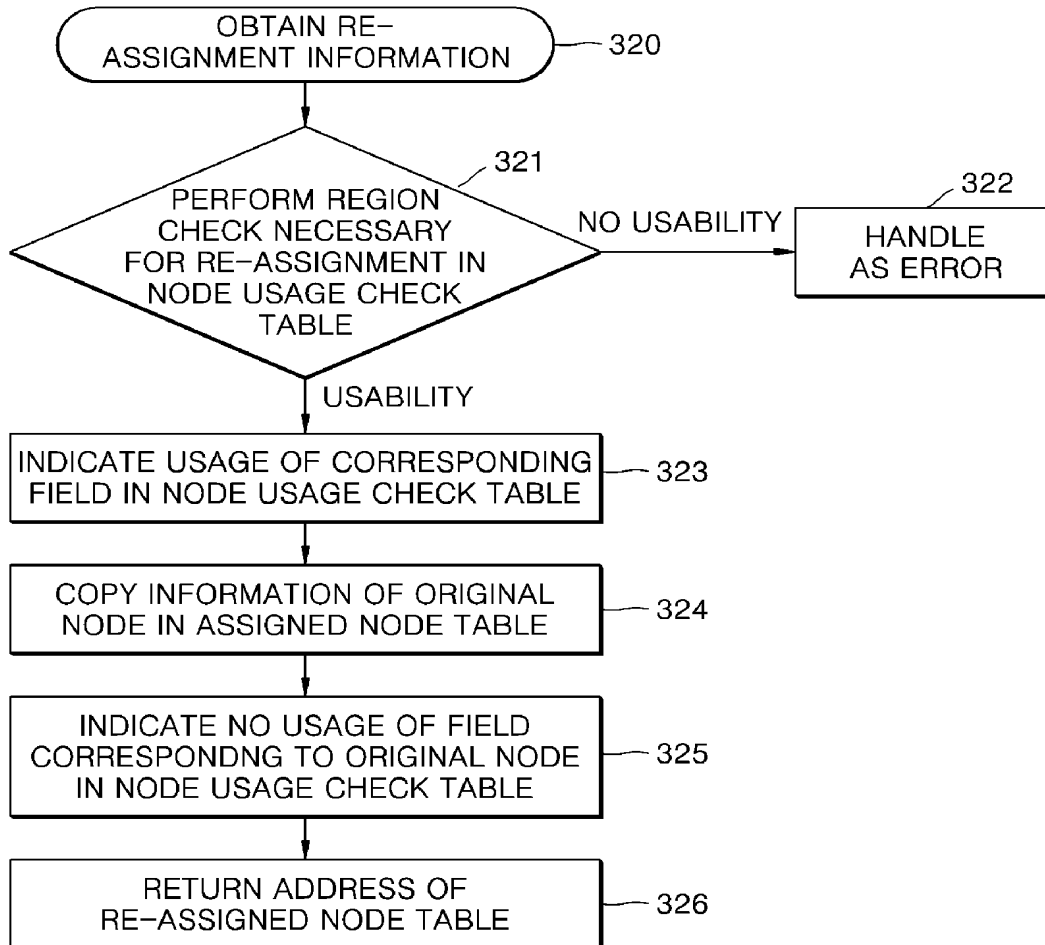 OBTAIN RE-
ASSIGNMENT INFORMATION
320
321
PERFORM REGION
CHECK NECESSARY
FOR RE-ASSIGNMENT IN
NODE USAGE CHECK
TABLE
NO USABILITY
322
HANDLE
AS ERROR
USABILITY
INDICATE USAGE OF CORRESPONDING
FIELD IN NODE USAGE CHECK TABLE
323
COPY INFORMATION OF ORIGINAL
NODE IN ASSIGNED NODE TABLE
324
INDICATE NO USAGE OF FIELD
CORRESPONDNG TO ORIGINAL NODE
IN NODE USAGE CHECK TABLE
325
RETURN ADDRESS OF
RE-ASSIGNED NODE TABLE
326